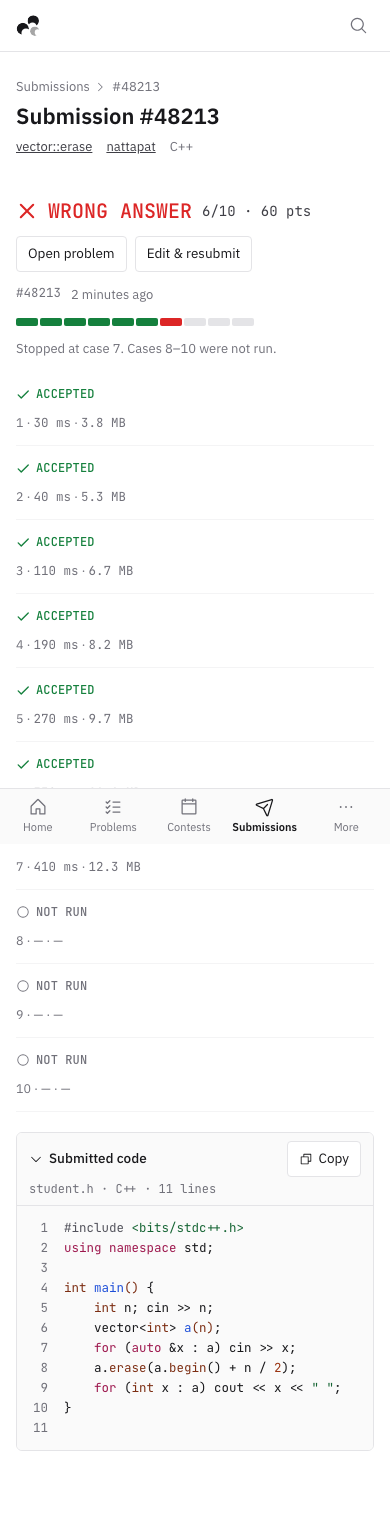 Submissions > #48213
Submission #48213
vector::erase nattapat C++
WRONG ANSWER 6/10 · 60 pts
Open problem Edit & resubmit
#48213 2 minutes ago
Stopped at case 7. Cases 8–10 were not run.
ACCEPTED
1 · 30 ms · 3.8 MB
ACCEPTED
2 · 40 ms · 5.3 MB
ACCEPTED
3 · 110 ms · 6.7 MB
ACCEPTED
4 · 190 ms · 8.2 MB
ACCEPTED
5 · 270 ms · 9.7 MB
ACCEPTED
Home Problems Contests Submissions More
7 · 410 ms · 12.3 MB
NOT RUN
8 · — · —
NOT RUN
9 · — · —
NOT RUN
10 · — · —
Submitted code Copy
student.h · C++ · 11 lines
1 #include <bits/stdc++.h>
2 using namespace std;
3
4 int main() {
5     int n; cin >> n;
6     vector<int> a(n);
7     for (auto &x : a) cin >> x;
8     a.erase(a.begin() + n / 2);
9     for (int x : a) cout << x << " ";
10 }
11